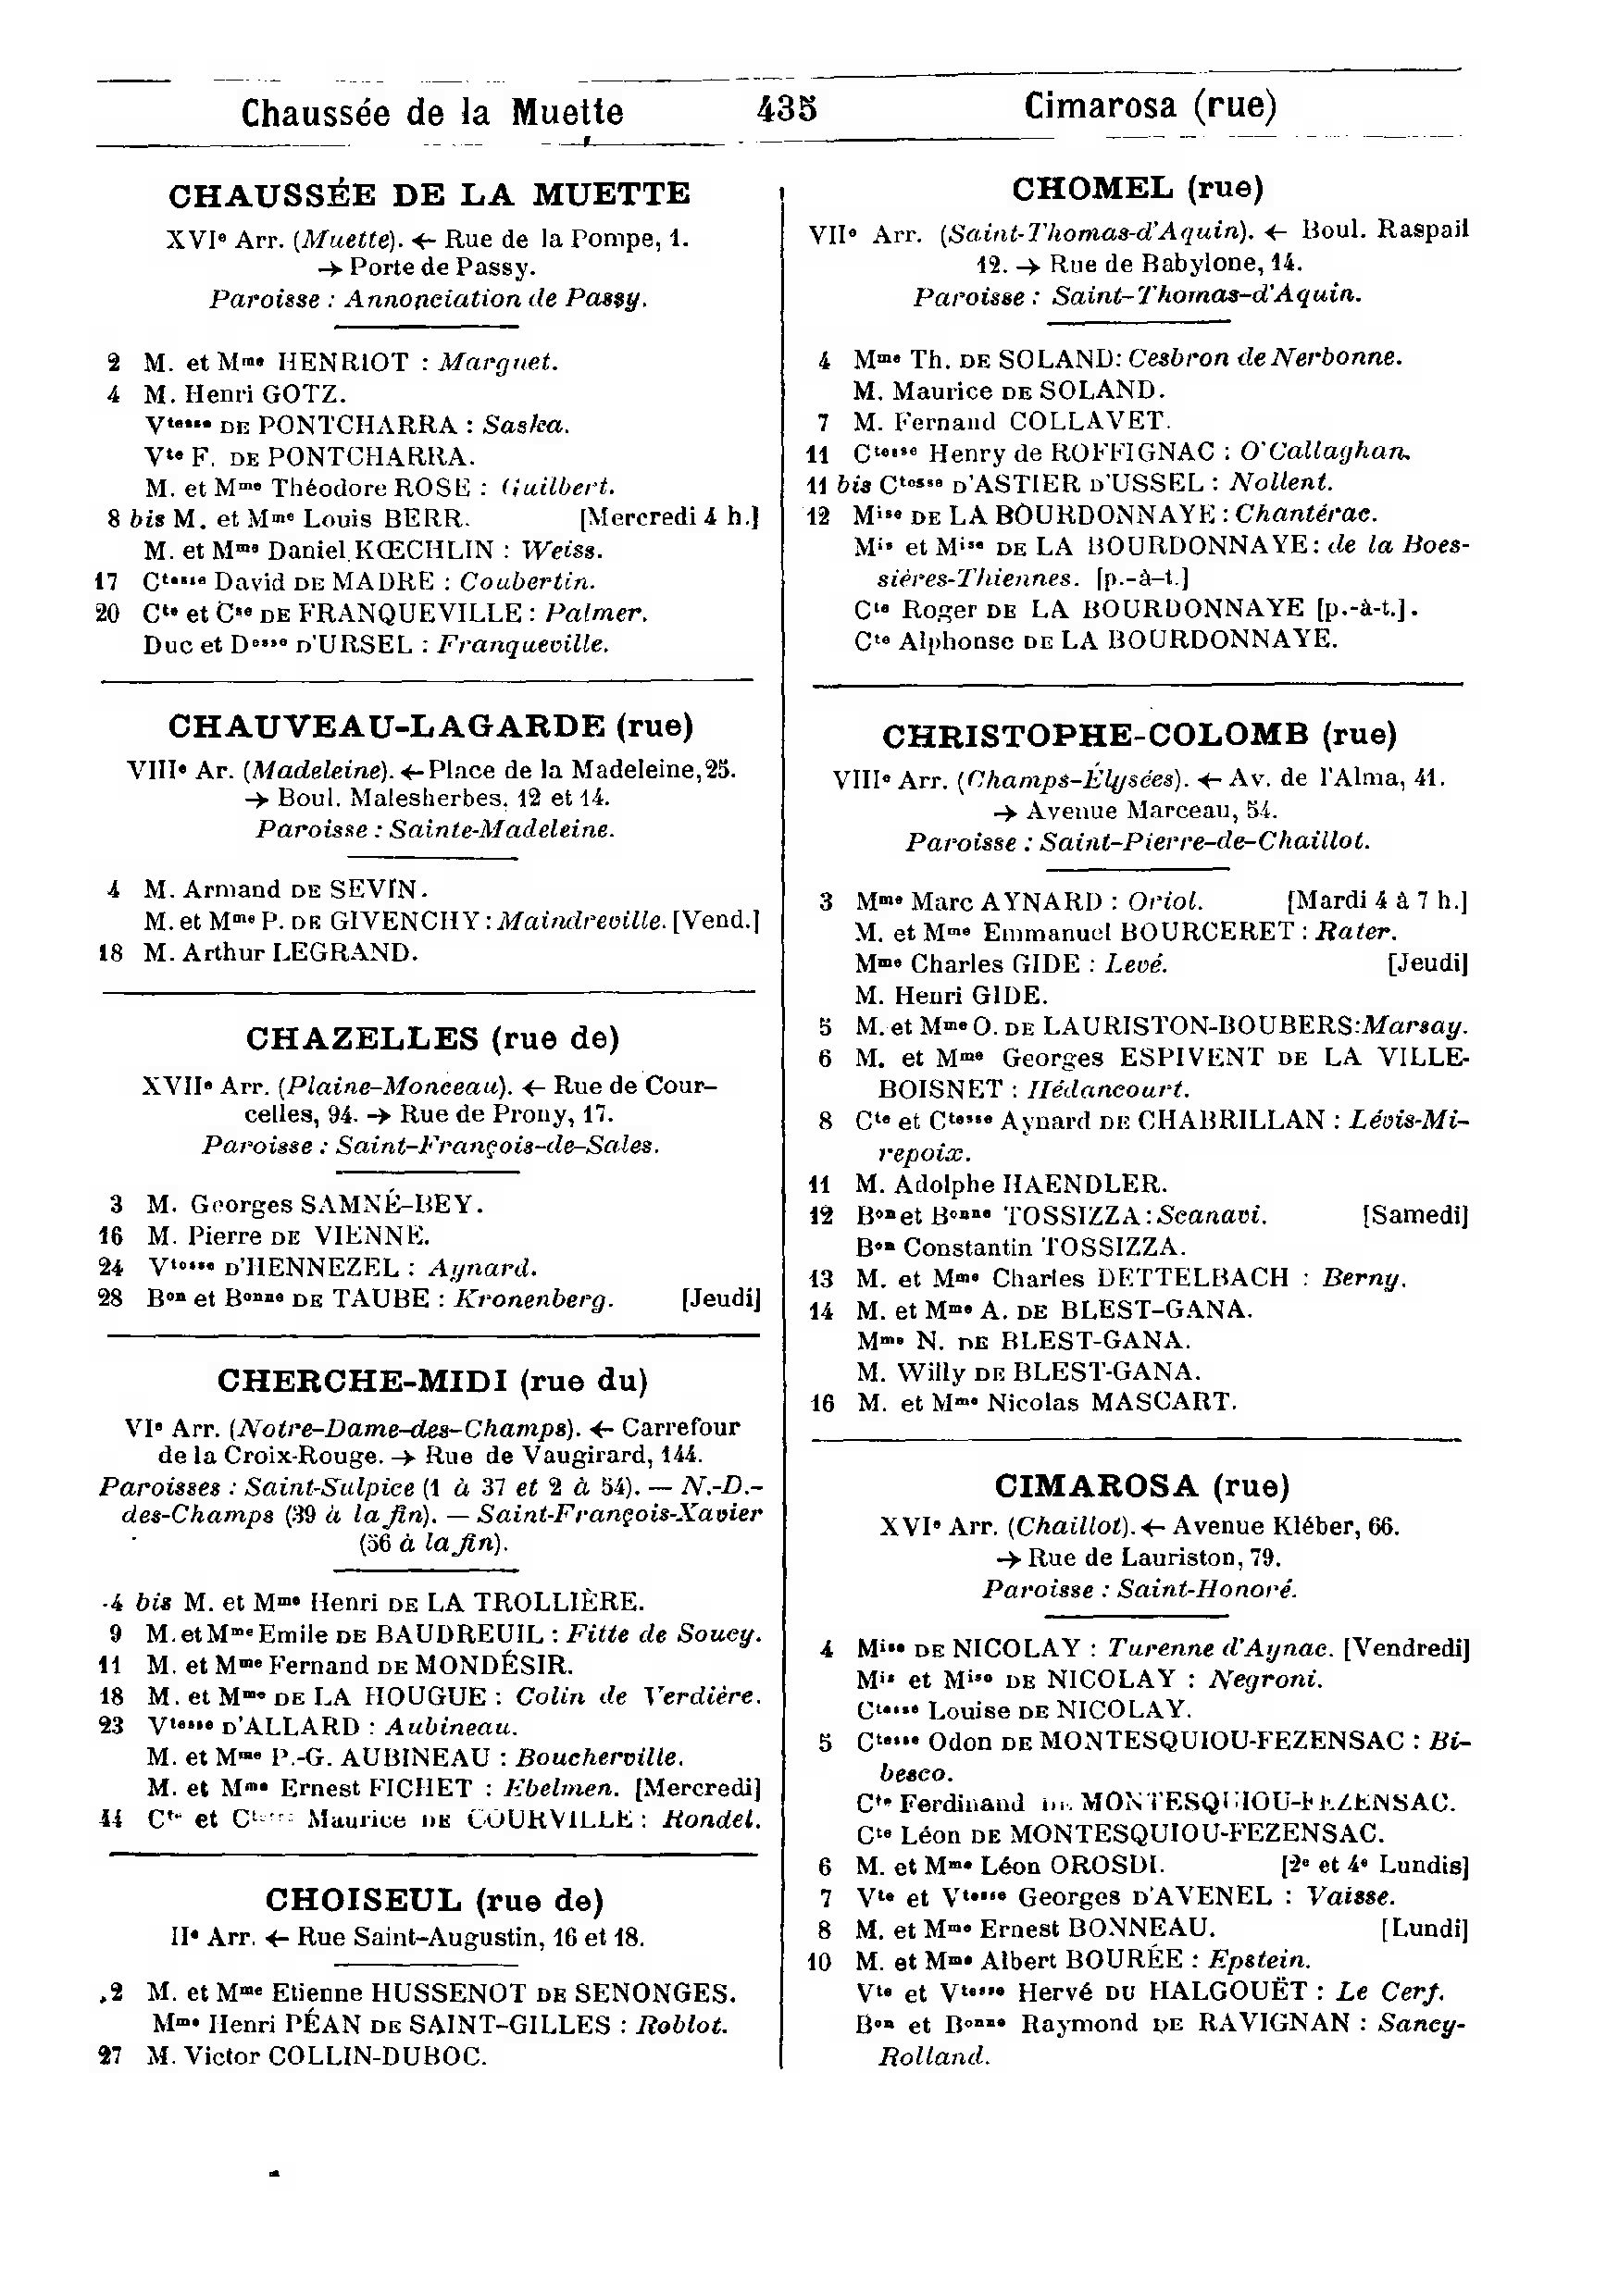 Chaussée de la Muette 435 Cimarosa (rue)
CHAUSSÉE DE LA MUETTE
XVIe Arr. (Muette). ← Rue de la Pompe, 1.
→ Porte de Passy.
Paroisse : Annonciation de Passy.
2 M. et Mme HENRIOT : Marguet.
4 M. Henri GOTZ.
Vtesse DE PONTCHARRA : Saska.
Vte F. DE PONTCHARRA.
M. et Mme Théodore ROSE : Guilbert.
8 bis M. et Mme Louis BERR. [Mercredi 4 h.]
M. et Mme Daniel KŒCHLIN : Weiss.
17 Ctesse David DE MADRE : Coubertin.
20 Cte et Cse DE FRANQUEVILLE : Palmer.
Duc et Desse D'URSEL : Franqueville.
CHAUVEAU-LAGARDE (rue)
VIIIe Ar. (Madeleine). ← Place de la Madeleine, 25.
→ Boul. Malesherbes, 12 et 14.
Paroisse : Sainte-Madeleine.
4 M. Armand DE SEVIN.
M. et Mme P. DE GIVENCHY : Maindreville. [Vend.]
18 M. Arthur LEGRAND.
CHAZELLES (rue de)
XVIIe Arr. (Plaine-Monceau). ← Rue de Cour-
celles, 94. → Rue de Prony, 17.
Paroisse : Saint-François-de-Sales.
3 M. Georges SAMNÉ-BEY.
16 M. Pierre DE VIENNE.
24 Vtesse D'HENNEZEL : Aynard.
28 Bon et Bonne DE TAUBE : Kronenberg. [Jeudi]
CHERCHE-MIDI (rue du)
VIe Arr. (Notre-Dame-des-Champs). ← Carrefour
de la Croix-Rouge. → Rue de Vaugirard, 144.
Paroisses : Saint-Sulpice (1 à 37 et 2 à 54). — N.-D.-
des-Champs (39 à la fin). — Saint-François-Xavier
(56 à la fin).
4 bis M. et Mme Henri DE LA TROLLIÈRE.
9 M. et Mme Emile DE BAUDREUIL : Fitte de Soucy.
11 M. et Mme Fernand DE MONDÉSIR.
18 M. et Mme DE LA HOUGUE : Colin de Verdière.
23 Vtesse D'ALLARD : Aubineau.
M. et Mme P.-G. AUBINEAU : Boucherville.
M. et Mme Ernest FICHET : Ebelmen. [Mercredi]
44 Cte et Ctesse Maurice DE COURVILLE : Rondel.
CHOISEUL (rue de)
IIe Arr. ← Rue Saint-Augustin, 16 et 18.
2 M. et Mme Etienne HUSSENOT DE SENONGES.
Mme Henri PÉAN DE SAINT-GILLES : Roblot.
27 M. Victor COLLIN-DUBOC.
CHOMEL (rue)
VIIe Arr. (Saint-Thomas-d'Aquin). ← Boul. Raspail
12. → Rue de Babylone, 14.
Paroisse : Saint-Thomas-d'Aquin.
4 Mme Th. DE SOLAND : Cesbron de Nerbonne.
M. Maurice DE SOLAND.
7 M. Fernand COLLAVET.
11 Ctesse Henry de ROFFIGNAC : O'Callaghan.
11 bis Ctesse D'ASTIER D'USSEL : Nollent.
12 Mise DE LA BOURDONNAYE : Chantérac.
Mis et Mise DE LA BOURDONNAYE : de la Boes-
sières-Thiennes. [p.-à-t.]
Cte Roger DE LA BOURDONNAYE [p.-à-t.].
Cte Alphonse DE LA BOURDONNAYE.
CHRISTOPHE-COLOMB (rue)
VIIIe Arr. (Champs-Élysées). ← Av. de l'Alma, 41.
→ Avenue Marceau, 54.
Paroisse : Saint-Pierre-de-Chaillot.
3 Mme Marc AYNARD : Oriol. [Mardi 4 à 7 h.]
M. et Mme Emmanuel BOURCERET : Rater.
Mme Charles GIDE : Levé. [Jeudi]
M. Henri GIDE.
5 M. et Mme O. DE LAURISTON-BOUBERS : Marsay.
6 M. et Mme Georges ESPIVENT DE LA VILLE-
BOISNET : Hédancourt.
8 Cte et Ctesse Aynard DE CHABRILLAN : Lévis-Mi-
repoix.
11 M. Adolphe HAENDLER.
12 Bon et Bonne TOSSIZZA : Scanavi. [Samedi]
Bon Constantin TOSSIZZA.
13 M. et Mme Charles DETTELBACH : Berny.
14 M. et Mme A. DE BLEST-GANA.
Mme N. DE BLEST-GANA.
M. Willy DE BLEST-GANA.
16 M. et Mme Nicolas MASCART.
CIMAROSA (rue)
XVIe Arr. (Chaillot). ← Avenue Kléber, 66.
→ Rue de Lauriston, 79.
Paroisse : Saint-Honoré.
4 Mise DE NICOLAY : Turenne d'Aynac. [Vendredi]
Mis et Mise DE NICOLAY : Negroni.
Ctesse Louise DE NICOLAY.
5 Ctesse Odon DE MONTESQUIOU-FEZENSAC : Bi-
besco.
Cte Ferdinand DE MONTESQUIOU-FEZENSAC.
Cte Léon DE MONTESQUIOU-FEZENSAC.
6 M. et Mme Léon OROSDI. [2e et 4e Lundis]
7 Vte et Vtesse Georges D'AVENEL : Vaisse.
8 M. et Mme Ernest BONNEAU. [Lundi]
10 M. et Mme Albert BOURÉE : Epstein.
Vte et Vtesse Hervé DU HALGOUËT : Le Cerf.
Bon et Bonne Raymond DE RAVIGNAN : Sancy-
Rolland.